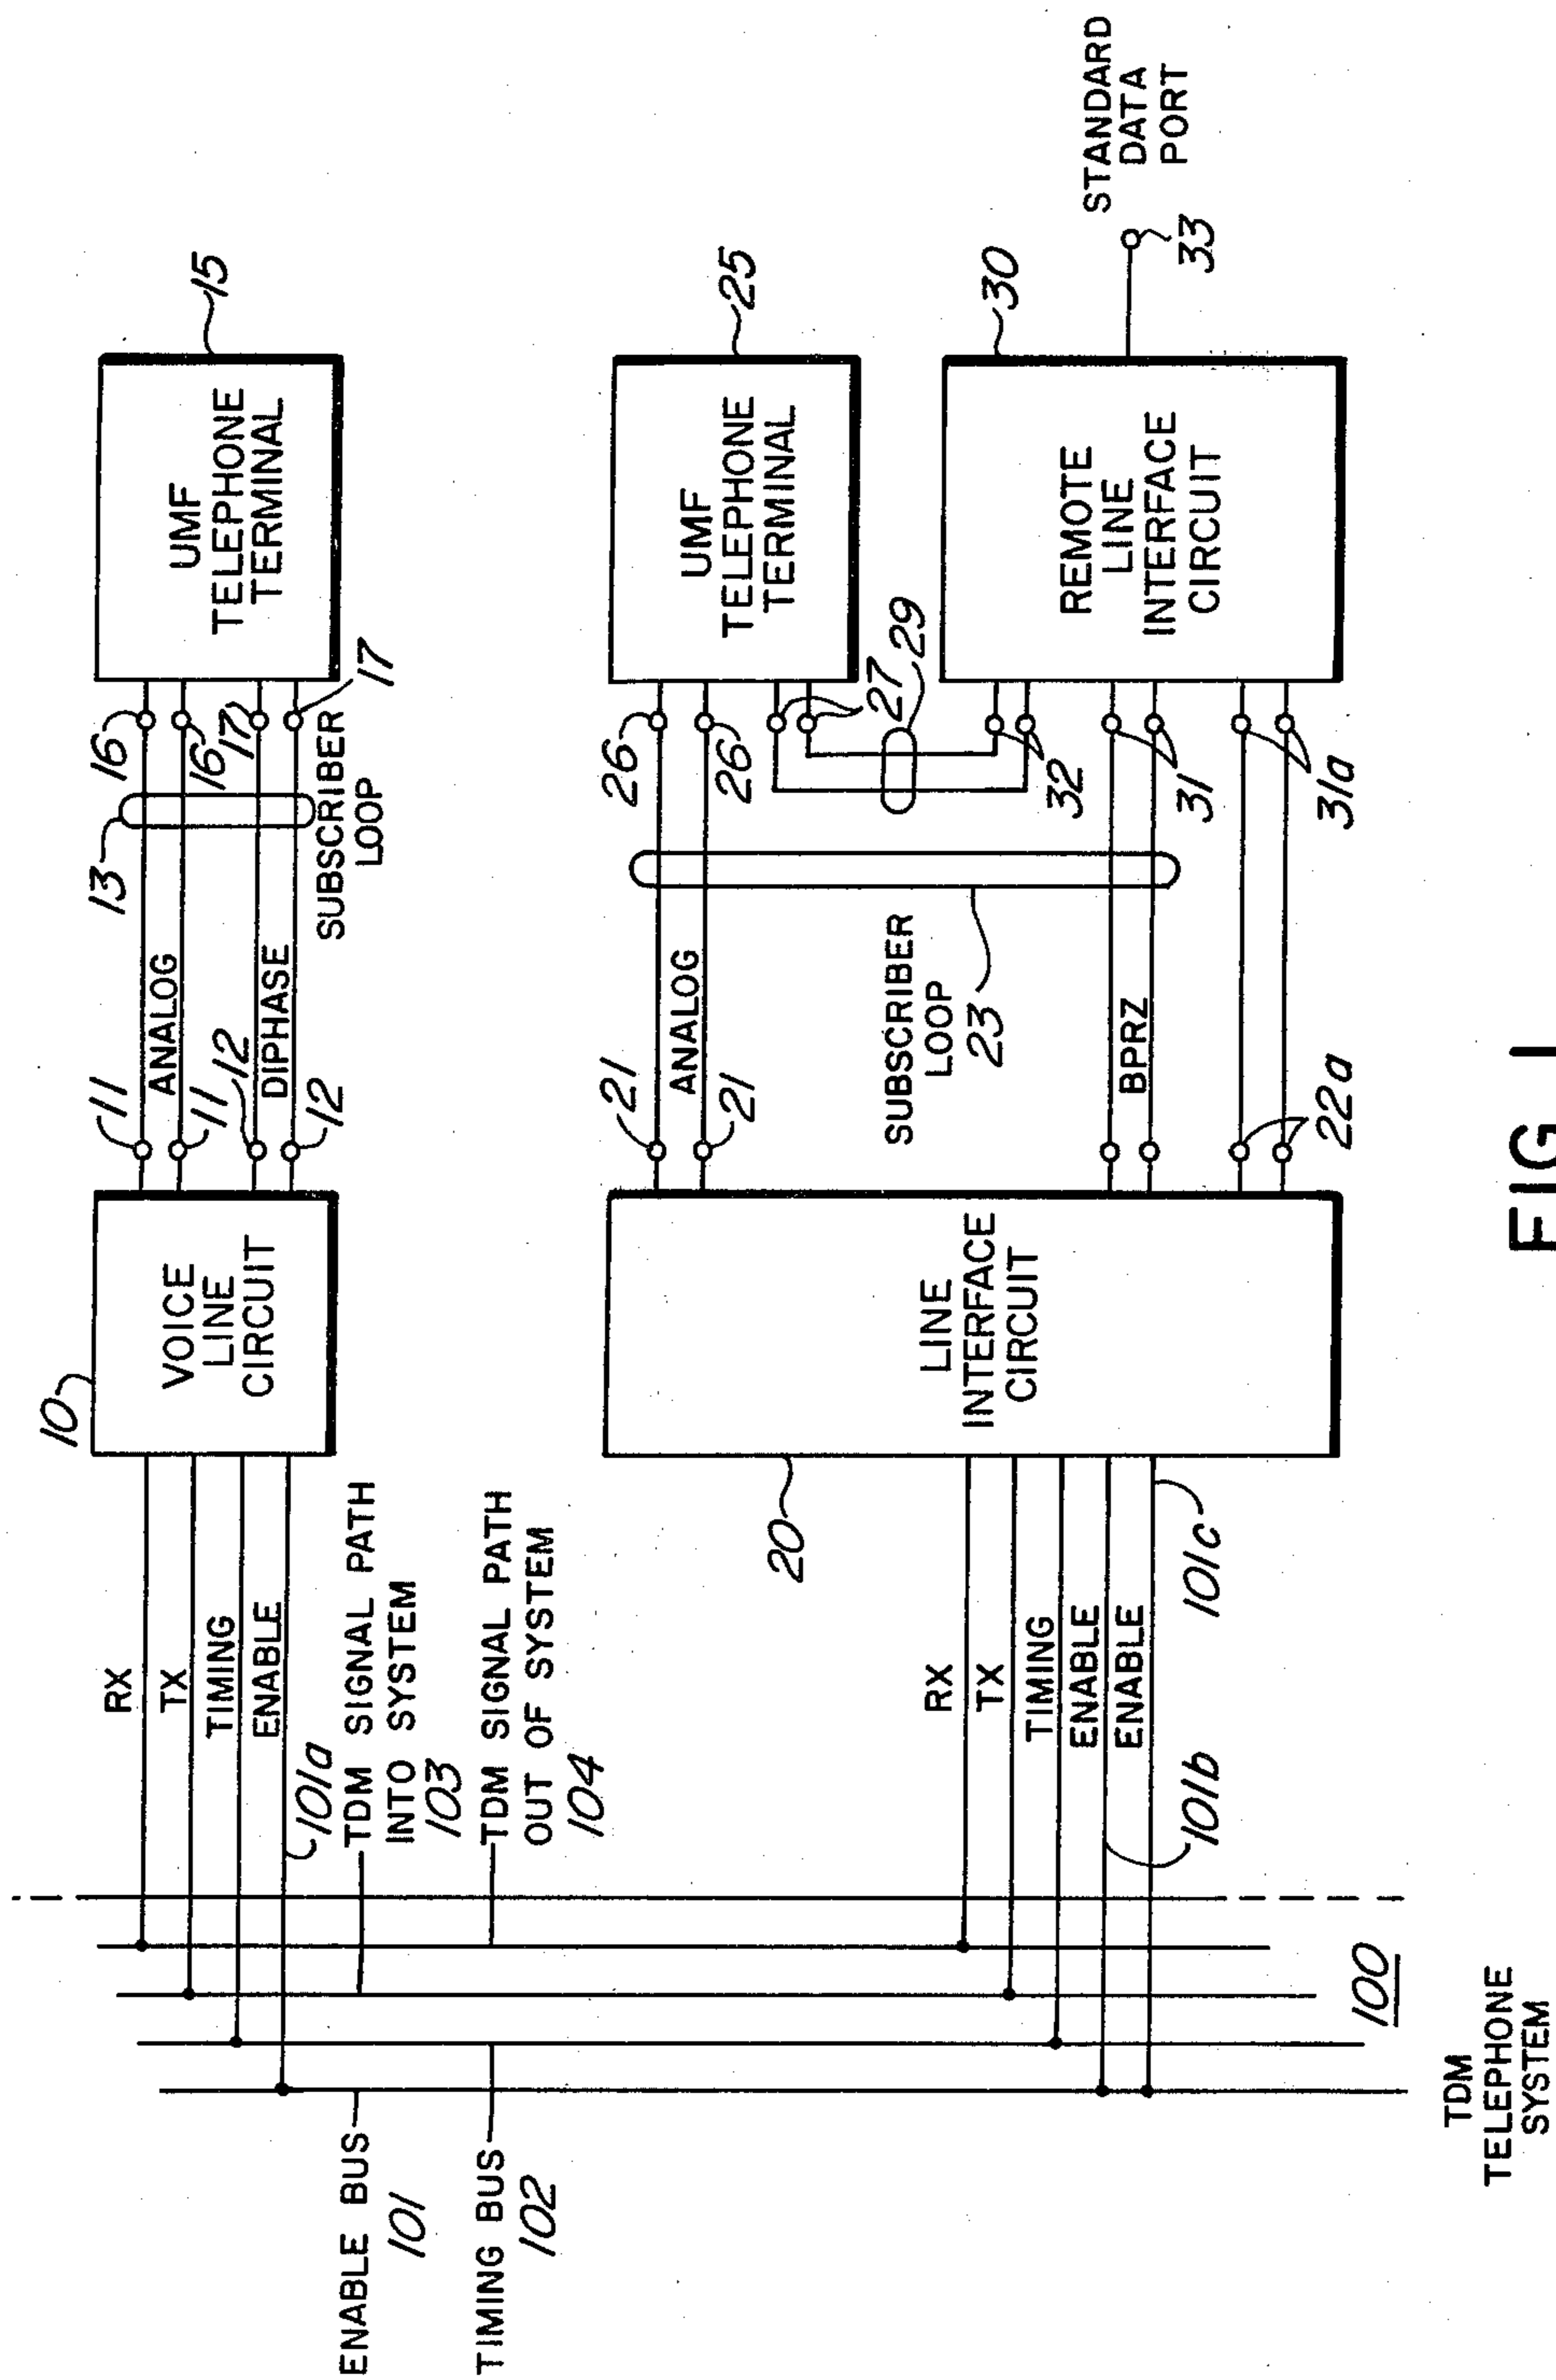 10
VOICE
LINE
CIRCUIT
RX
TX
TIMING
ENABLE
101a
11
11
12
12
ANALOG
DIPHASE
13
SUBSCRIBER
LOOP
16
16
17
17
UMF
TELEPHONE
TERMINAL
15
TDM SIGNAL PATH
INTO SYSTEM
103
TDM SIGNAL PATH
OUT OF SYSTEM
104
ENABLE BUS
101
TIMING BUS
102
20
LINE
INTERFACE
CIRCUIT
RX
TX
TIMING
ENABLE
ENABLE
101b
101c
21
21
ANALOG
SUBSCRIBER
LOOP
23
BPRZ
22a
26
26
27
29
UMF
TELEPHONE
TERMINAL
25
32
31
31a
REMOTE
LINE
INTERFACE
CIRCUIT
30
33
STANDARD
DATA
PORT
100
TDM
TELEPHONE
SYSTEM
FIG. 1